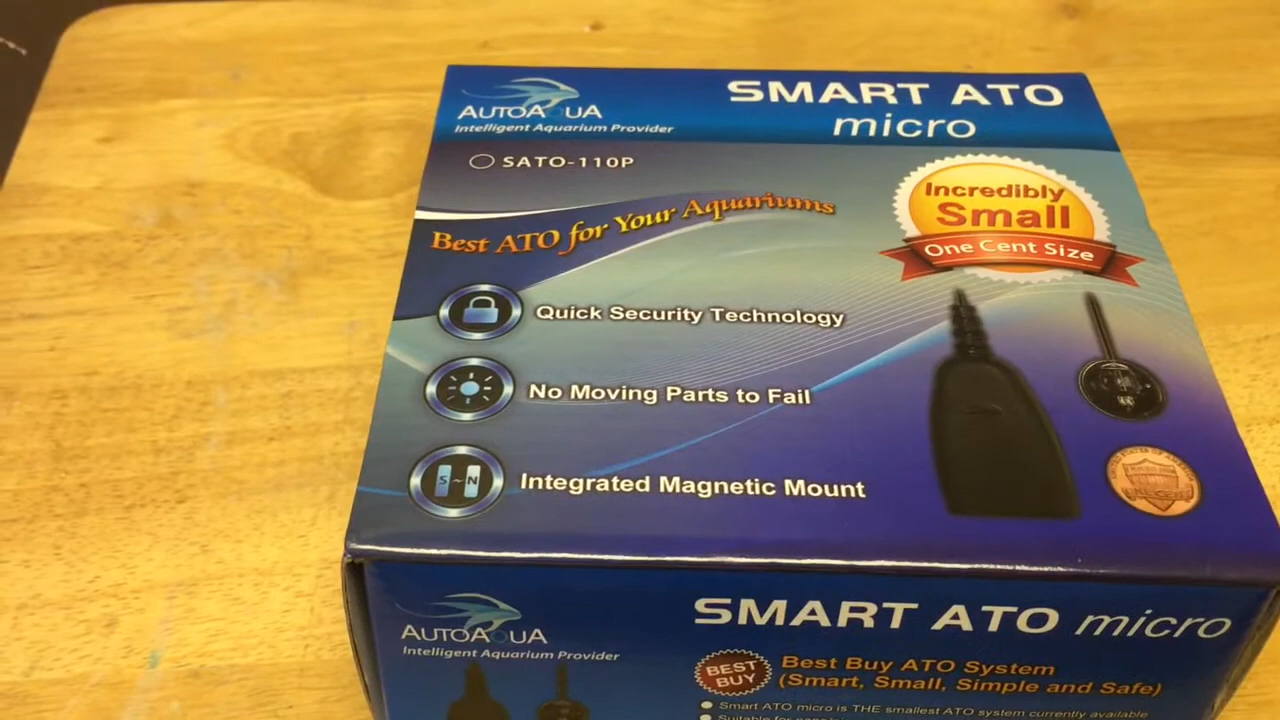 AUTOAQUA
Intelligent Aquarium Provider
SMART ATO
micro
SATO-110P
Best ATO for Your Aquariums
Incredibly
Small
One Cent Size
Quick Security Technology
No Moving Parts to Fail
S~N
Integrated Magnetic Mount
AUTOAQUA
Intelligent Aquarium Provider
SMART ATO micro
BEST
BUY
Best Buy ATO System
(Smart, Small, Simple and Safe)
Smart ATO micro is THE smallest ATO system currently available
Suitable for